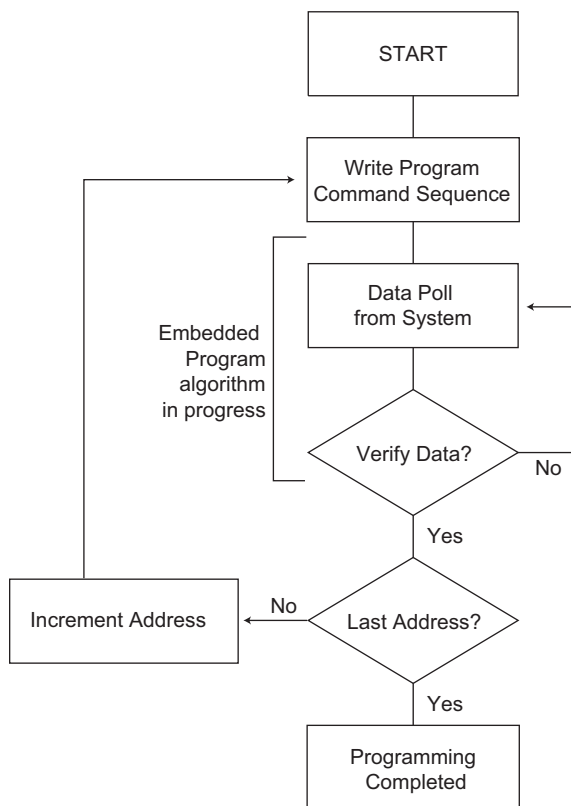 START
Write Program
Command Sequence
Data Poll
from System
Embedded
Program
algorithm
in progress
Verify Data?
No
Yes
No
Increment Address
Last Address?
Yes
Programming
Completed